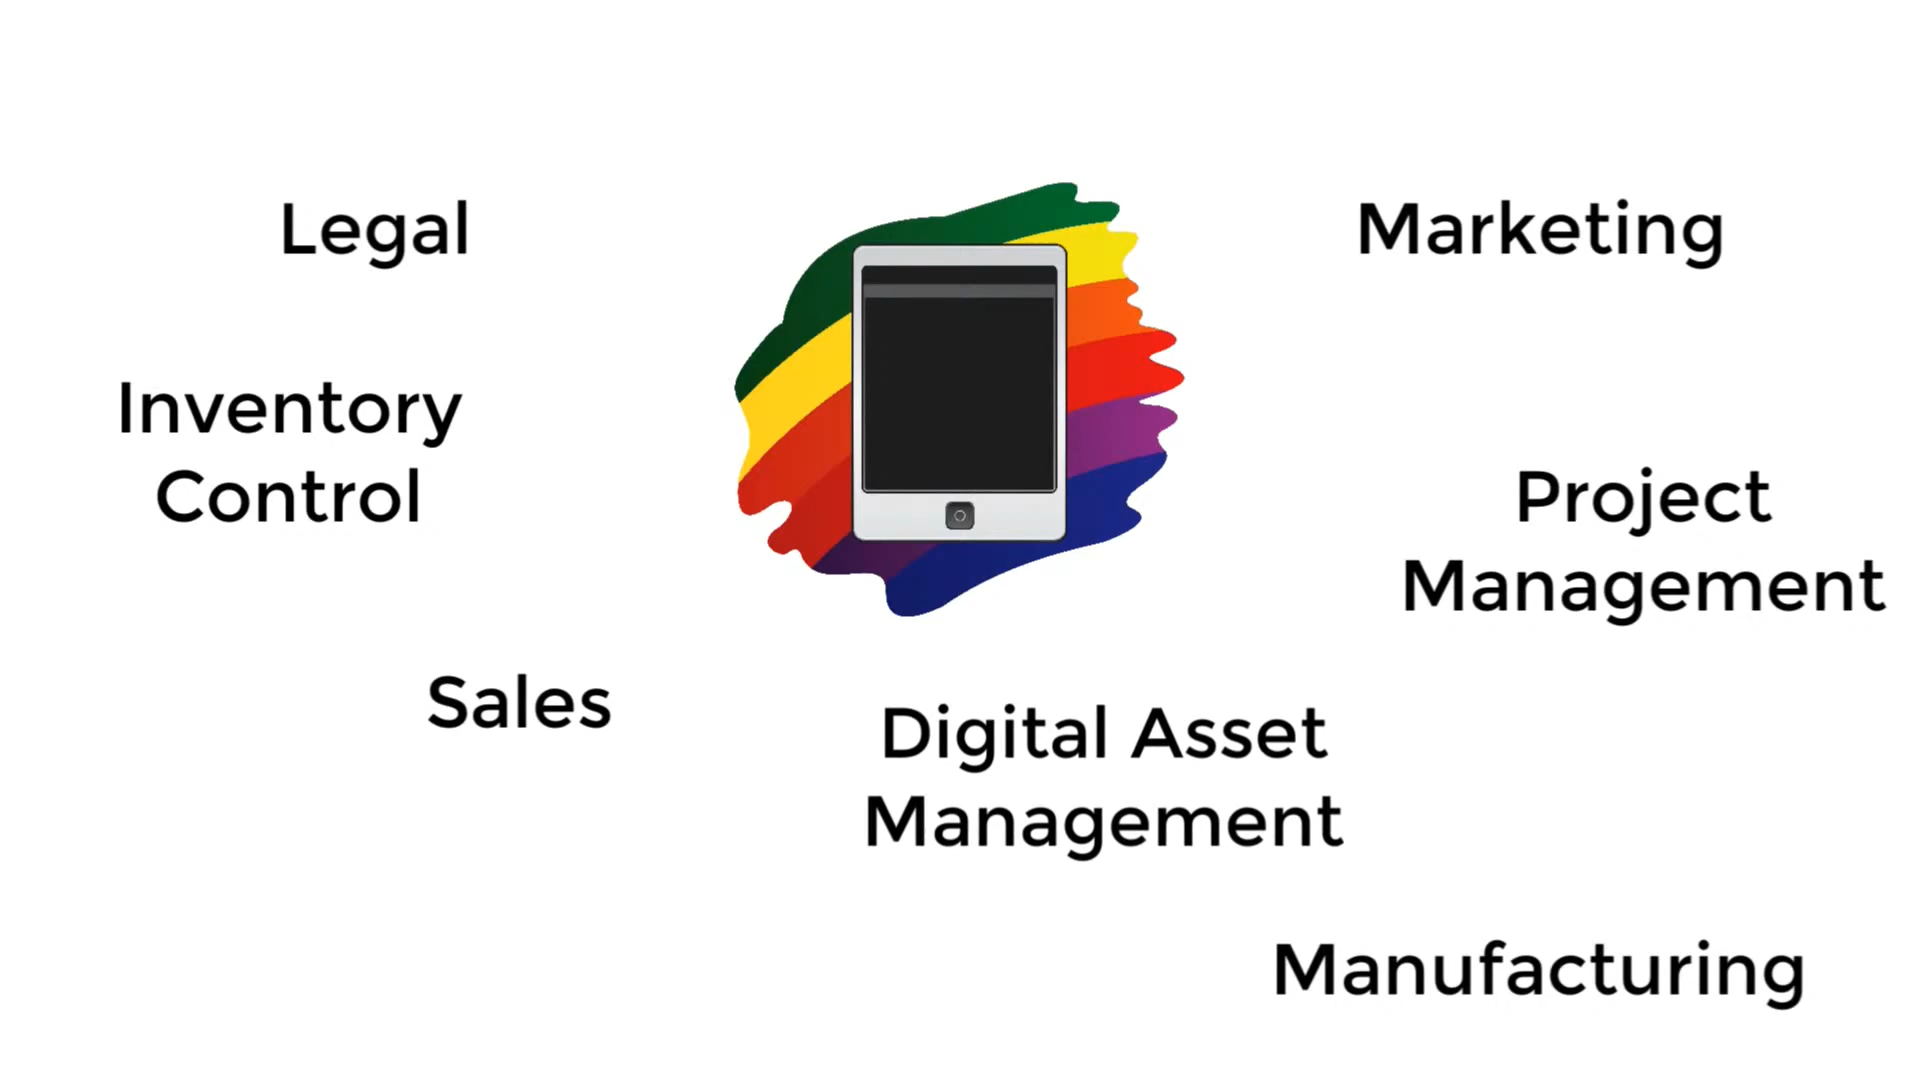 Legal
Marketing
Inventory
Control
Project
Management
Sales
Digital Asset
Management
Manufacturing